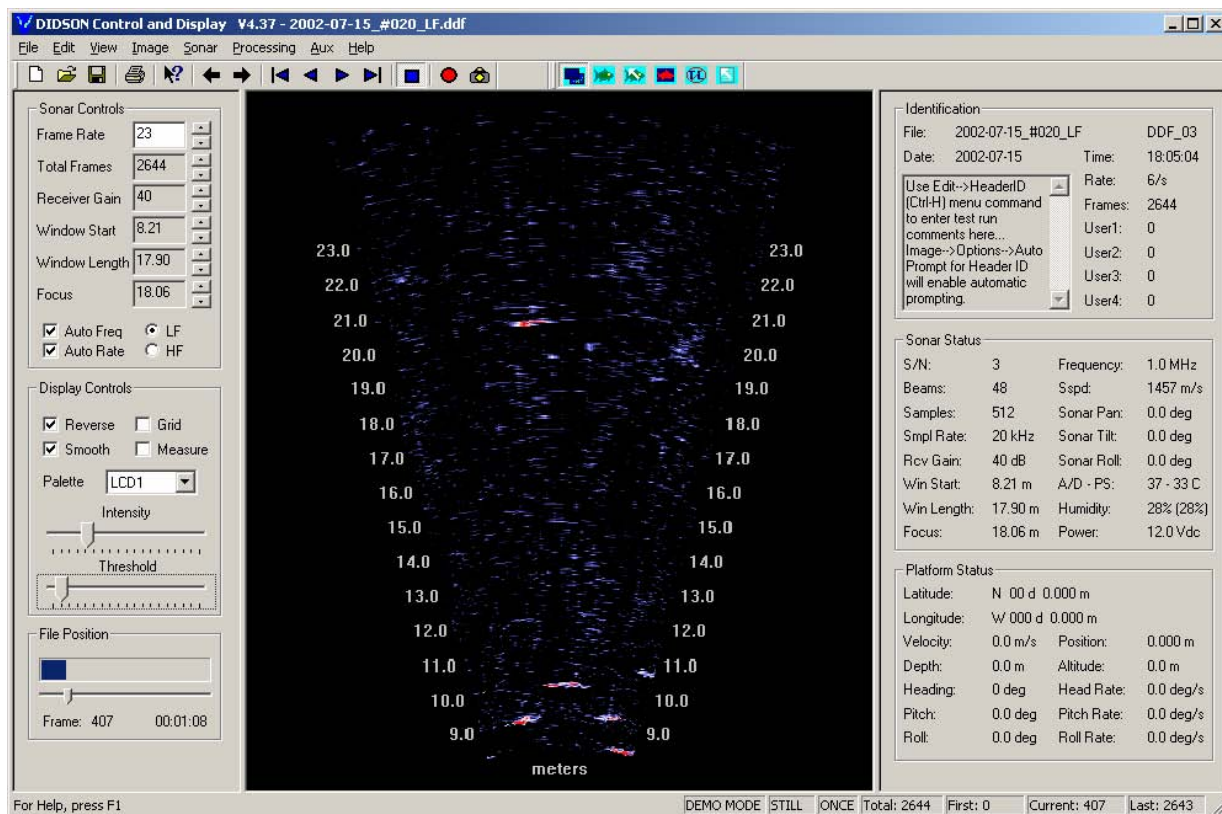 DIDSON Control and Display V4.37 - 2002-07-15_#020_LF.ddf
File Edit View Image Sonar Processing Aux Help
Sonar Controls
Frame Rate 23
Total Frames 2644
Receiver Gain 40
Window Start 8.21
Window Length 17.90
Focus 18.06
Auto Freq LF
Auto Rate HF
Display Controls
Reverse Grid
Smooth Measure
Palette LCD1
Intensity
Threshold
File Position
Frame: 407 00:01:08
23.0 23.0
22.0 22.0
21.0 21.0
20.0 20.0
19.0 19.0
18.0 18.0
17.0 17.0
16.0 16.0
15.0 15.0
14.0 14.0
13.0 13.0
12.0 12.0
11.0 11.0
10.0 10.0
9.0 9.0
meters
Identification
File: 2002-07-15_#020_LF DDF_03
Date: 2002-07-15 Time: 18:05:04
Use Edit-->HeaderID
(Ctrl-H) menu command
to enter test run
comments here...
Image-->Options-->Auto
Prompt for Header ID
will enable automatic
prompting.
Rate: 6/s
Frames: 2644
User1: 0
User2: 0
User3: 0
User4: 0
Sonar Status
S/N: 3 Frequency: 1.0 MHz
Beams: 48 Sspd: 1457 m/s
Samples: 512 Sonar Pan: 0.0 deg
Smpl Rate: 20 kHz Sonar Tilt: 0.0 deg
Rcv Gain: 40 dB Sonar Roll: 0.0 deg
Win Start: 8.21 m A/D - PS: 37 - 33 C
Win Length: 17.90 m Humidity: 28% (28%)
Focus: 18.06 m Power: 12.0 Vdc
Platform Status
Latitude: N 00 d 0.000 m
Longitude: W 000 d 0.000 m
Velocity: 0.0 m/s Position: 0.000 m
Depth: 0.0 m Altitude: 0.0 m
Heading: 0 deg Head Rate: 0.0 deg/s
Pitch: 0.0 deg Pitch Rate: 0.0 deg/s
Roll: 0.0 deg Roll Rate: 0.0 deg/s
For Help, press F1
DEMO MODE STILL ONCE Total: 2644 First: 0 Current: 407 Last: 2643